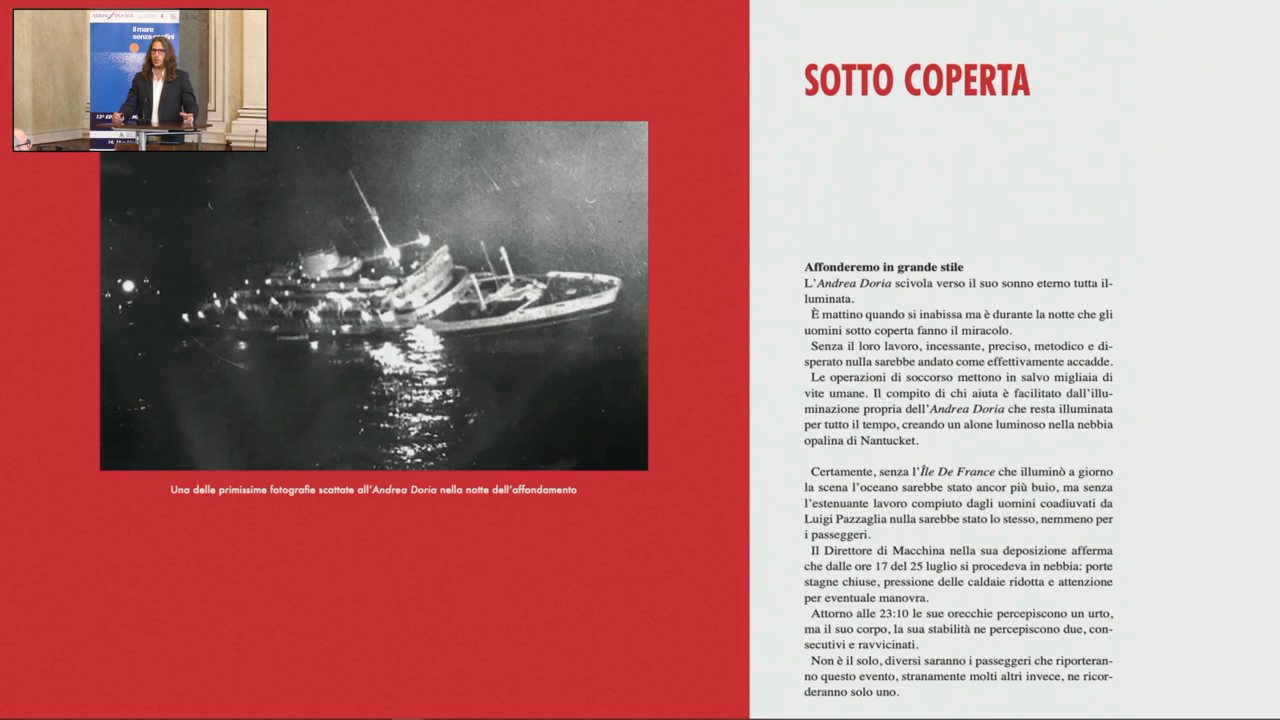 Il mare
senza confini
SOTTO COPERTA
Una delle primissime fotografie scattate all'Andrea Doria nella notte dell'affondamento
Affonderemo in grande stile
L'Andrea Doria scivola verso il suo sonno eterno tutta il-
luminata.
È mattino quando si inabissa ma è durante la notte che gli
uomini sotto coperta fanno il miracolo.
Senza il loro lavoro, incessante, preciso, metodico e di-
sperato nulla sarebbe andato come effettivamente accadde.
Le operazioni di soccorso mettono in salvo migliaia di
vite umane. Il compito di chi aiuta è facilitato dall'illu-
minazione propria dell'Andrea Doria che resta illuminata
per tutto il tempo, creando un alone luminoso nella nebbia
opalina di Nantucket.
Certamente, senza l'Île De France che illuminò a giorno
la scena l'oceano sarebbe stato ancor più buio, ma senza
l'estenuante lavoro compiuto dagli uomini coadiuvati da
Luigi Pazzaglia nulla sarebbe stato lo stesso, nemmeno per
i passeggeri.
Il Direttore di Macchina nella sua deposizione afferma
che dalle ore 17 del 25 luglio si procedeva in nebbia: porte
stagne chiuse, pressione delle caldaie ridotta e attenzione
per eventuale manovra.
Attorno alle 23:10 le sue orecchie percepiscono un urto,
ma il suo corpo, la sua stabilità ne percepiscono due, con-
secutivi e ravvicinati.
Non è il solo, diversi saranno i passeggeri che riporteran-
no questo evento, stranamente molti altri invece, ne ricor-
deranno solo uno.